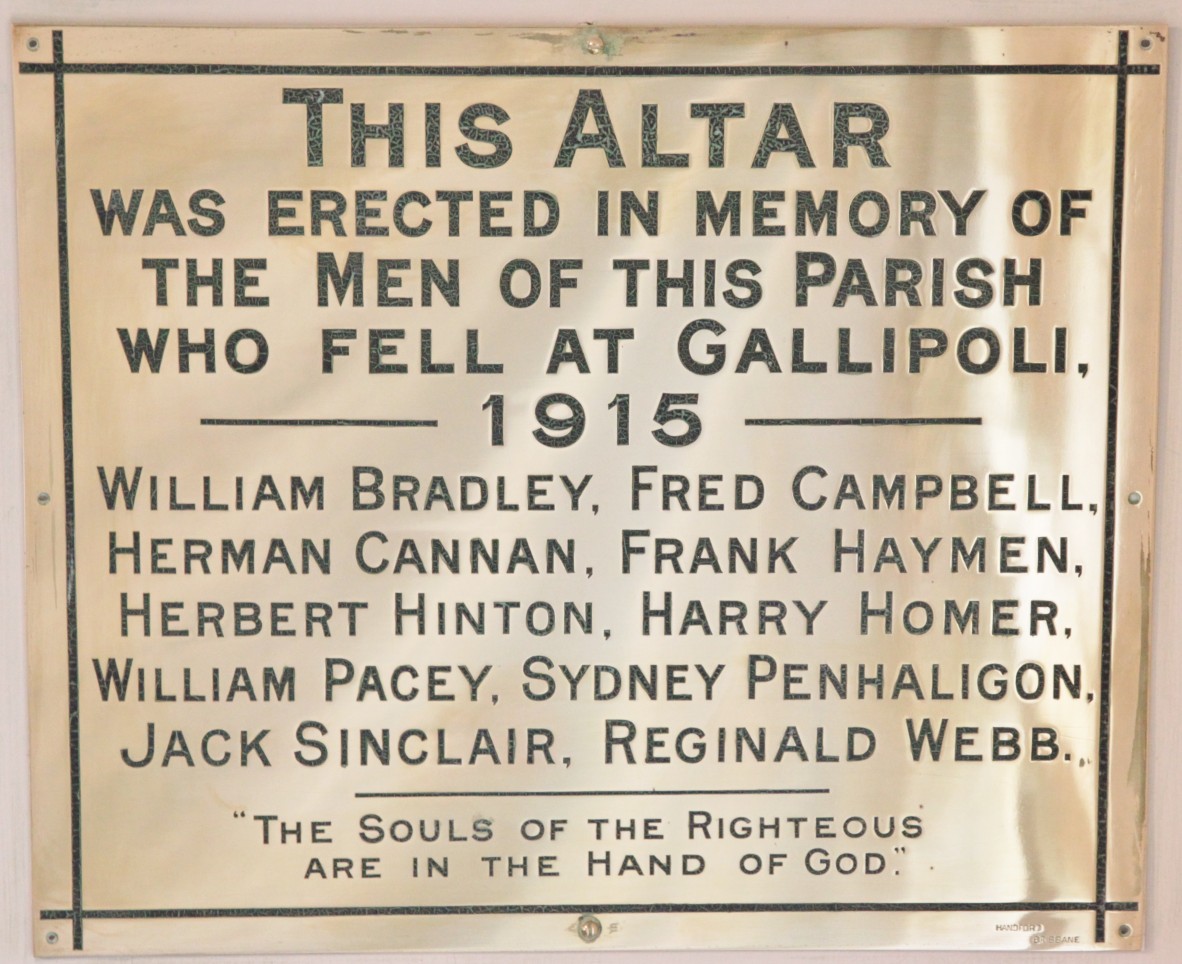 THIS ALTAR
WAS ERECTED IN MEMORY OF
THE MEN OF THIS PARISH
WHO FELL AT GALLIPOLI,
1915
WILLIAM BRADLEY, FRED CAMPBELL,
HERMAN CANNAN, FRANK HAYMEN,
HERBERT HINTON, HARRY HOMER,
WILLIAM PACEY, SYDNEY PENHALIGON,
JACK SINCLAIR, REGINALD WEBB.
"THE SOULS OF THE RIGHTEOUS
ARE IN THE HAND OF GOD."